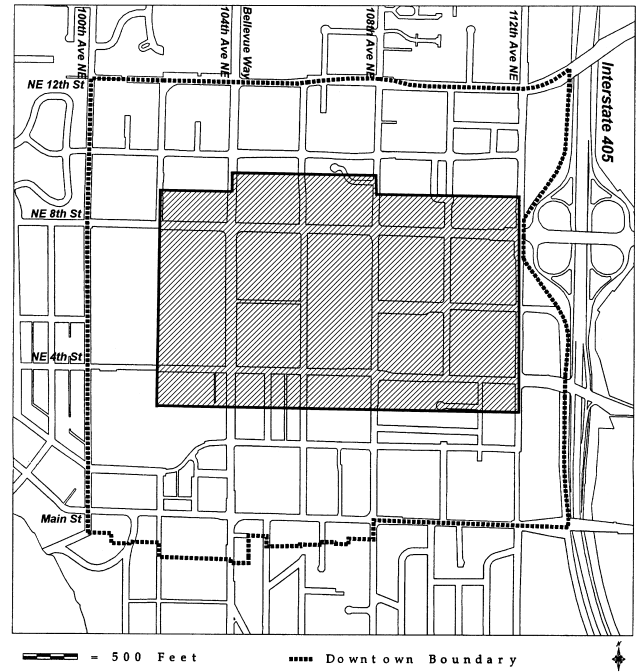 100th Ave NE
104th Ave NE
Bellevue Way
108th Ave NE
112th Ave NE
Interstate 405
NE 12th St
NE 8th St
NE 4th St
Main St
= 500 Feet
Downtown Boundary
N